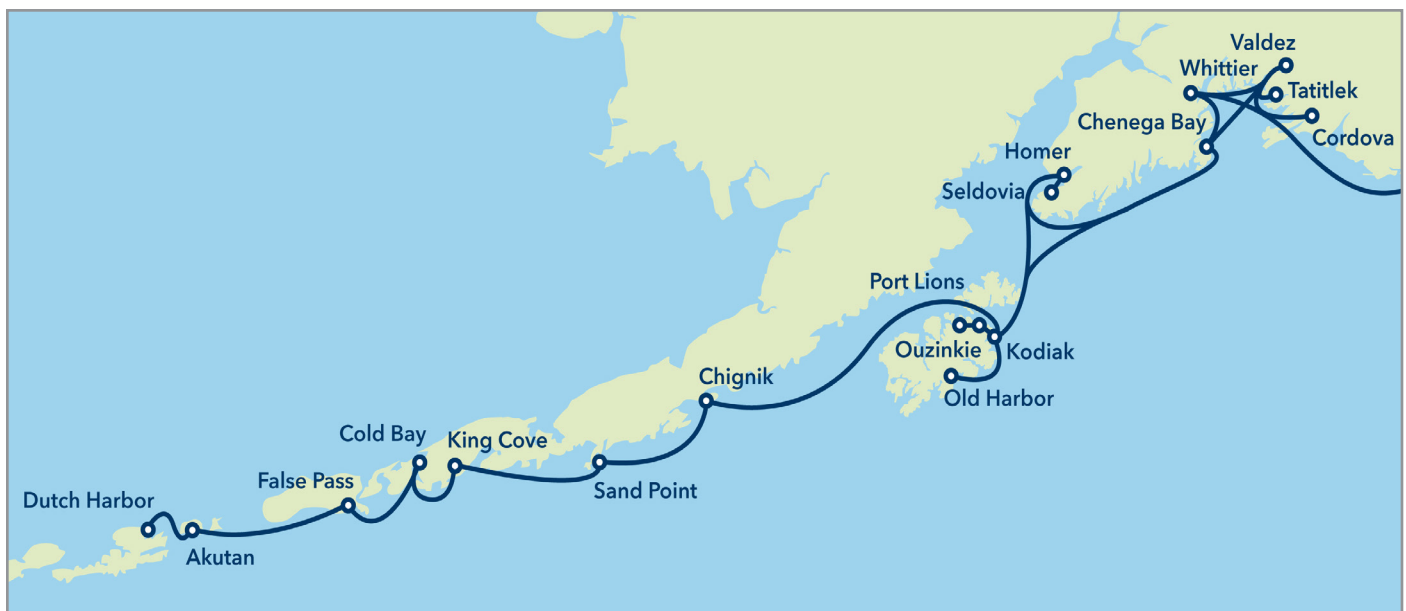 Valdez
Whittier
Tatitlek
Chenega Bay
Cordova
Homer
Seldovia
Port Lions
Ouzinkie
Kodiak
Chignik
Old Harbor
Cold Bay
King Cove
False Pass
Sand Point
Dutch Harbor
Akutan